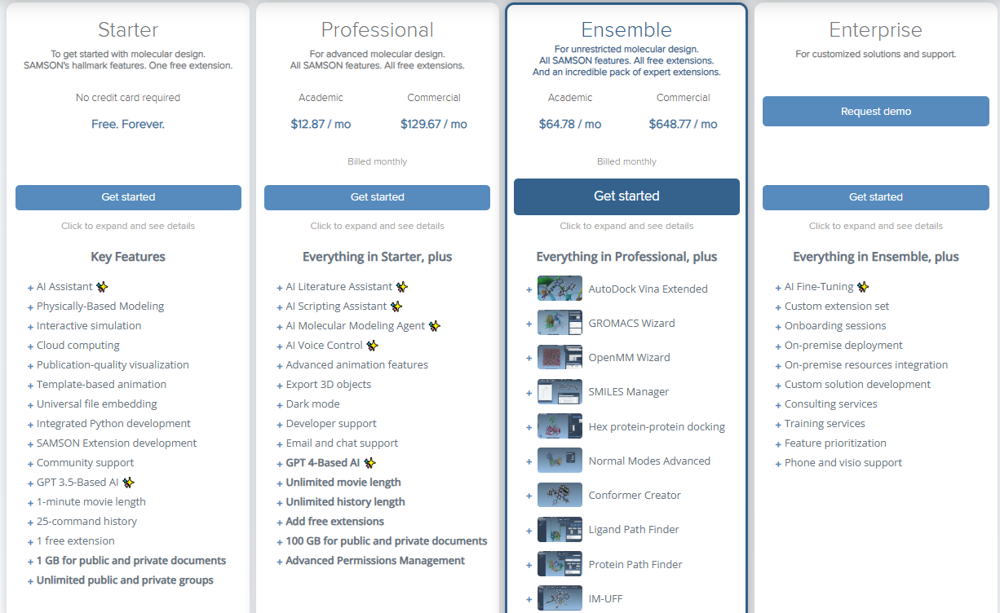 Starter
To get started with molecular design.
SAMSON's hallmark features. One free extension.
No credit card required
Free. Forever.
Get started
Click to expand and see details
Key Features
+ AI Assistant
+ Physically-Based Modeling
+ Interactive simulation
+ Cloud computing
+ Publication-quality visualization
+ Template-based animation
+ Universal file embedding
+ Integrated Python development
+ SAMSON Extension development
+ Community support
+ GPT 3.5-Based AI
+ 1-minute movie length
+ 25-command history
+ 1 free extension
+ 1 GB for public and private documents
+ Unlimited public and private groups
Professional
For advanced molecular design.
All SAMSON features. All free extensions.
Academic Commercial
$12.87 / mo $129.67 / mo
Billed monthly
Get started
Click to expand and see details
Everything in Starter, plus
+ AI Literature Assistant
+ AI Scripting Assistant
+ AI Molecular Modeling Agent
+ AI Voice Control
+ Advanced animation features
+ Export 3D objects
+ Dark mode
+ Developer support
+ Email and chat support
+ GPT 4-Based AI
+ Unlimited movie length
+ Unlimited history length
+ Add free extensions
+ 100 GB for public and private documents
+ Advanced Permissions Management
Ensemble
For unrestricted molecular design.
All SAMSON features. All free extensions.
And an incredible pack of expert extensions.
Academic Commercial
$64.78 / mo $648.77 / mo
Billed monthly
Get started
Click to expand and see details
Everything in Professional, plus
+ AutoDock Vina Extended
+ GROMACS Wizard
+ OpenMM Wizard
+ SMILES Manager
+ Hex protein-protein docking
+ Normal Modes Advanced
+ Conformer Creator
+ Ligand Path Finder
+ Protein Path Finder
+ IM-UFF
Enterprise
For customized solutions and support.
Request demo
Get started
Click to expand and see details
Everything in Ensemble, plus
+ AI Fine-Tuning
+ Custom extension set
+ Onboarding sessions
+ On-premise deployment
+ On-premise resources integration
+ Custom solution development
+ Consulting services
+ Training services
+ Feature prioritization
+ Phone and visio support